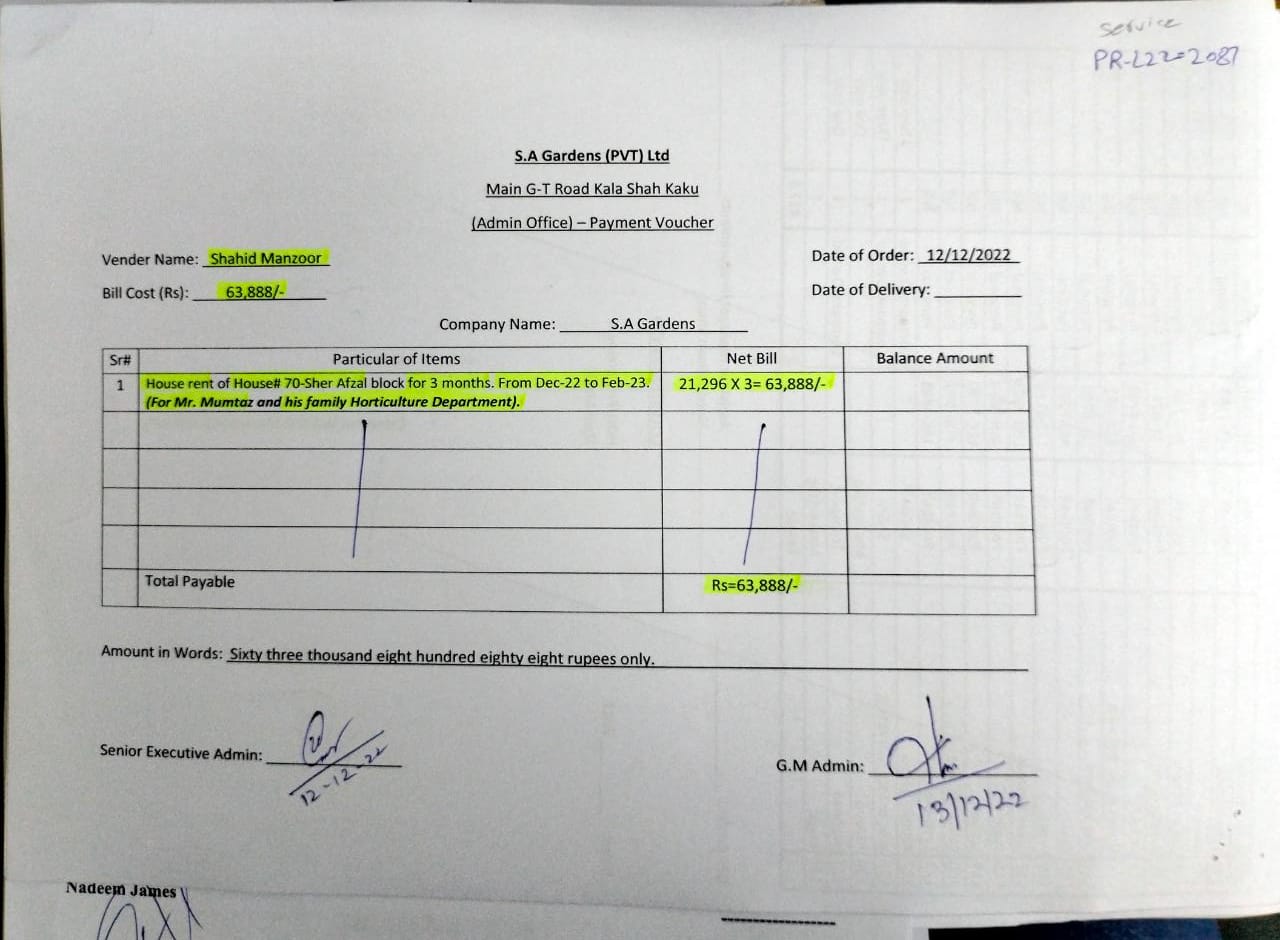 service
PR-L22-2087
S.A Gardens (PVT) Ltd
Main G-T Road Kala Shah Kaku
(Admin Office) – Payment Voucher
Vender Name: Shahid Manzoor
Date of Order: 12/12/2022
Bill Cost (Rs): 63,888/-
Date of Delivery:
Company Name: S.A Gardens
Sr# Particular of Items Net Bill Balance Amount
1 House rent of House# 70-Sher Afzal block for 3 months. From Dec-22 to Feb-23. 21,296 X 3= 63,888/-
(For Mr. Mumtaz and his family Horticulture Department).
Total Payable Rs=63,888/-
Amount in Words: Sixty three thousand eight hundred eighty eight rupees only.
Senior Executive Admin:
12-12-22
G.M Admin:
13/12/22
Nadeem James